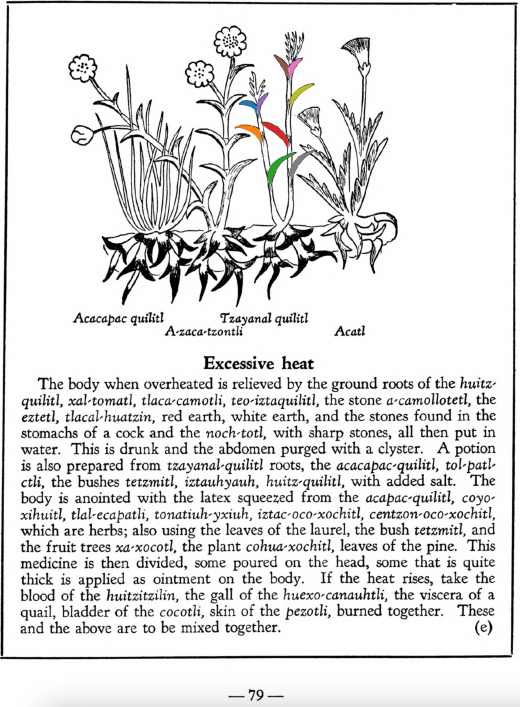 Acacapac quilitl Tzayanal quilitl
A-zaca-tzontli Acatl
Excessive heat
The body when overheated is relieved by the ground roots of the huitz-
quilitl, xal-tomatl, tlaca-camotli, teo-iztaquilitl, the stone a-camollotetl, the
eztetl, tlacal-huatzin, red earth, white earth, and the stones found in the
stomachs of a cock and the noch-totl, with sharp stones, all then put in
water. This is drunk and the abdomen purged with a clyster. A potion
is also prepared from tzayanal-quilitl roots, the acacapac-quilitl, tol-patl-
ctli, the bushes tetzmitl, iztauhyauh, huitz-quilitl, with added salt. The
body is anointed with the latex squeezed from the acapac-quilitl, coyo-
xihuitl, tlal-ecapatli, tonatiuh-yxiuh, iztac-oco-xochitl, centzon-oco-xochitl,
which are herbs; also using the leaves of the laurel, the bush tetzmitl, and
the fruit trees xa-xocotl, the plant cohua-xochitl, leaves of the pine. This
medicine is then divided, some poured on the head, some that is quite
thick is applied as ointment on the body. If the heat rises, take the
blood of the huitzitzilin, the gall of the huexo-canauhtli, the viscera of a
quail, bladder of the cocotli, skin of the pezotli, burned together. These
and the above are to be mixed together. (e)
— 79 —